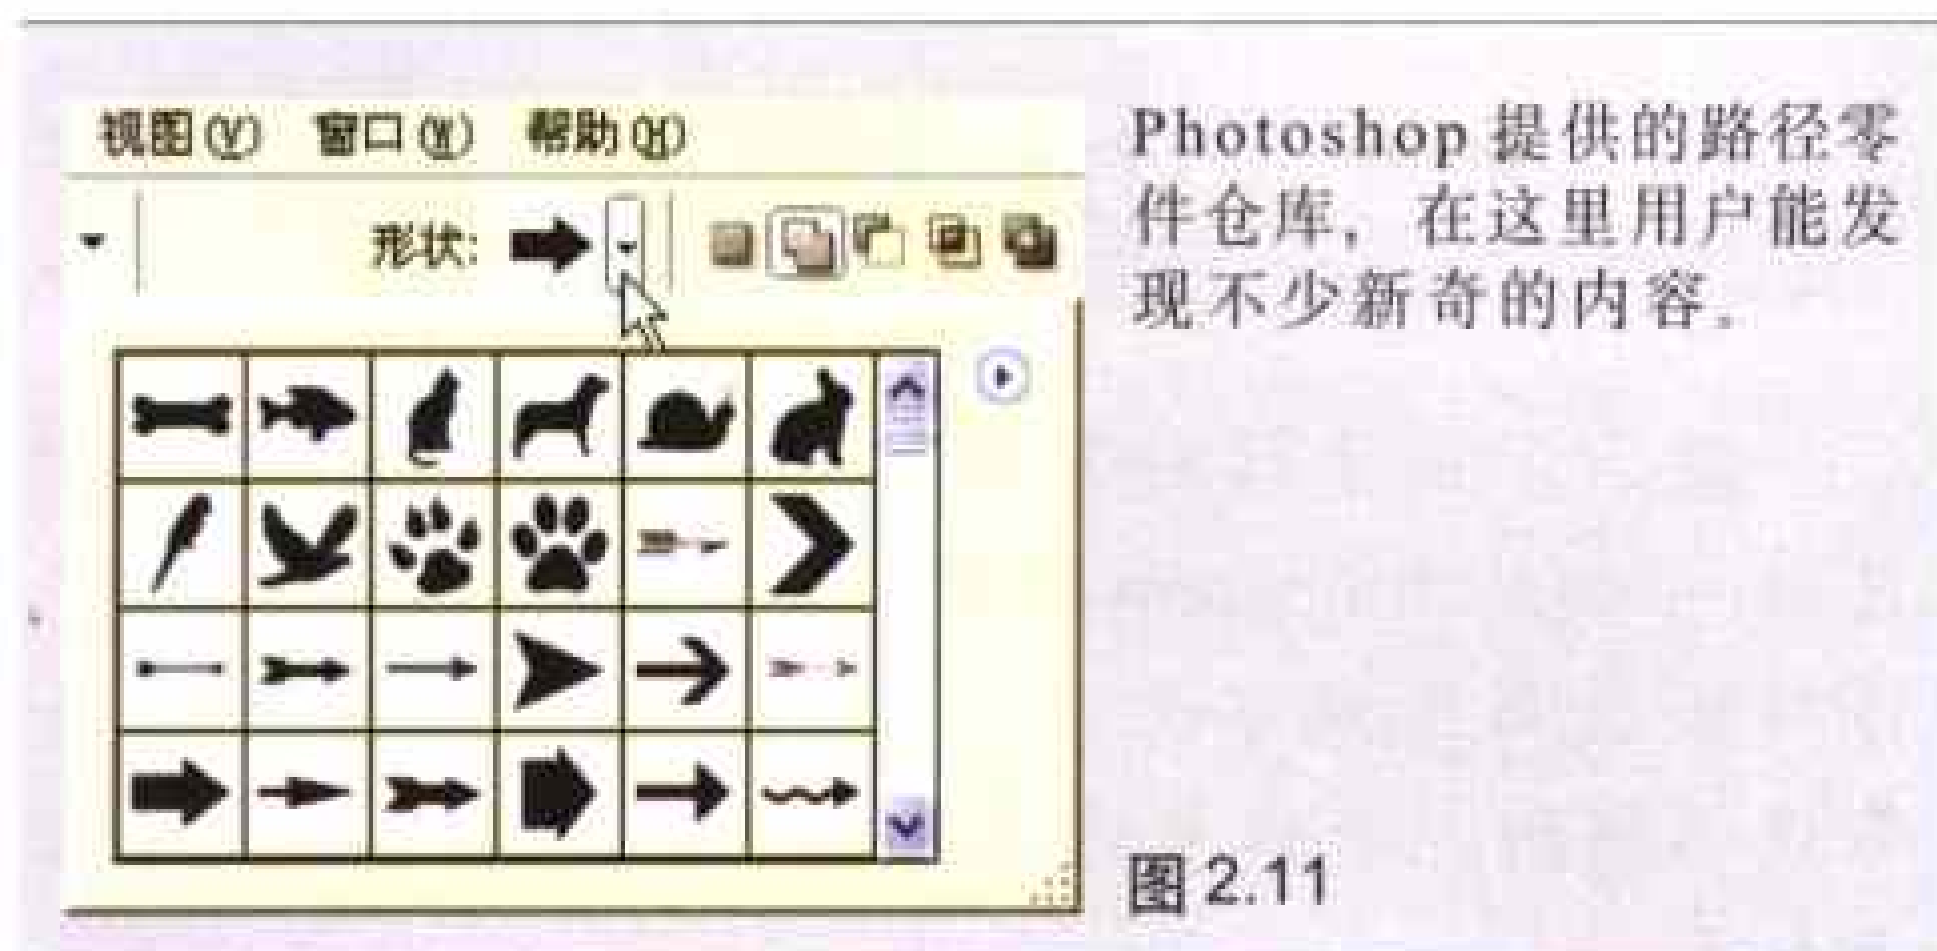 视图(V) 窗口(W) 帮助(H)
形状:
Photoshop 提供的路径零
件仓库，在这里用户能发
现不少新奇的内容。
图 2.11